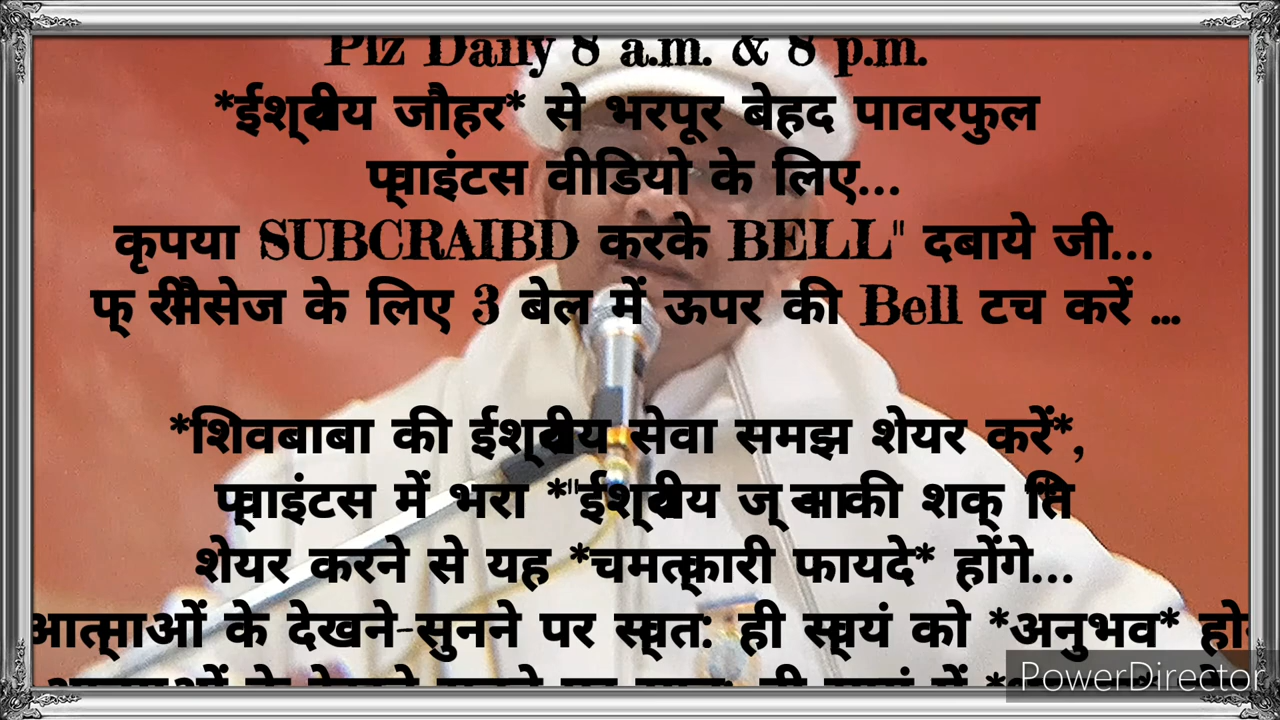 Plz Daily 8 a.m. & 8 p.m.
*ईश्वरीय जौहर* से भरपूर बेहद पावरफुल
प्वाइंटस वीडियो के लिए...
कृपया SUBCRAIBD करके BELL" दबाये जी...
फ्री मैसेज के लिए 3 बेल में ऊपर की Bell टच करें ...
*शिवबाबा की ईश्वरीय सेवा समझ शेयर करें*,
प्वाइंटस में भरा *"ईश्वरीय ज्ञान की शक्ति"
शेयर करने से यह *चमत्कारी फायदे* होंगे...
आत्माओं के देखने-सुनने पर स्वत: ही स्वयं को *अनुभव*
PowerDirector